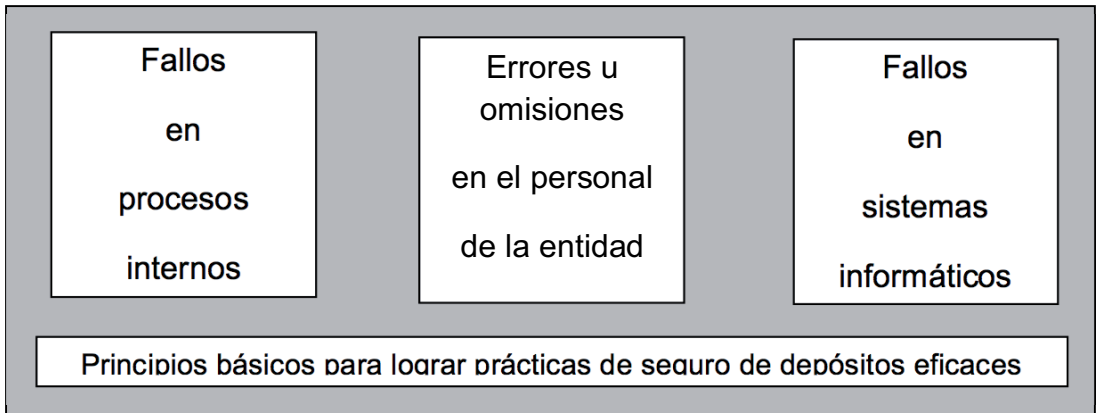 Fallos
en
procesos
internos
Errores u
omisiones
en el personal
de la entidad
Fallos
en
sistemas
informáticos
Principios básicos para lograr prácticas de seguro de depósitos eficaces